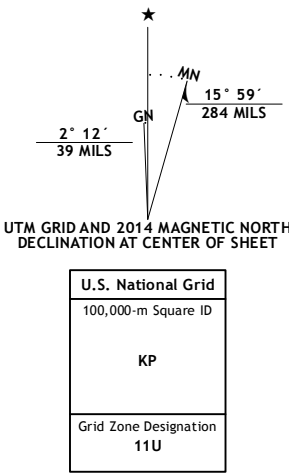 ★
MN
15° 59´
284 MILS
GN
2° 12´
39 MILS
UTM GRID AND 2014 MAGNETIC NORTH
DECLINATION AT CENTER OF SHEET
U.S. National Grid
100,000-m Square ID
KP
Grid Zone Designation
11U